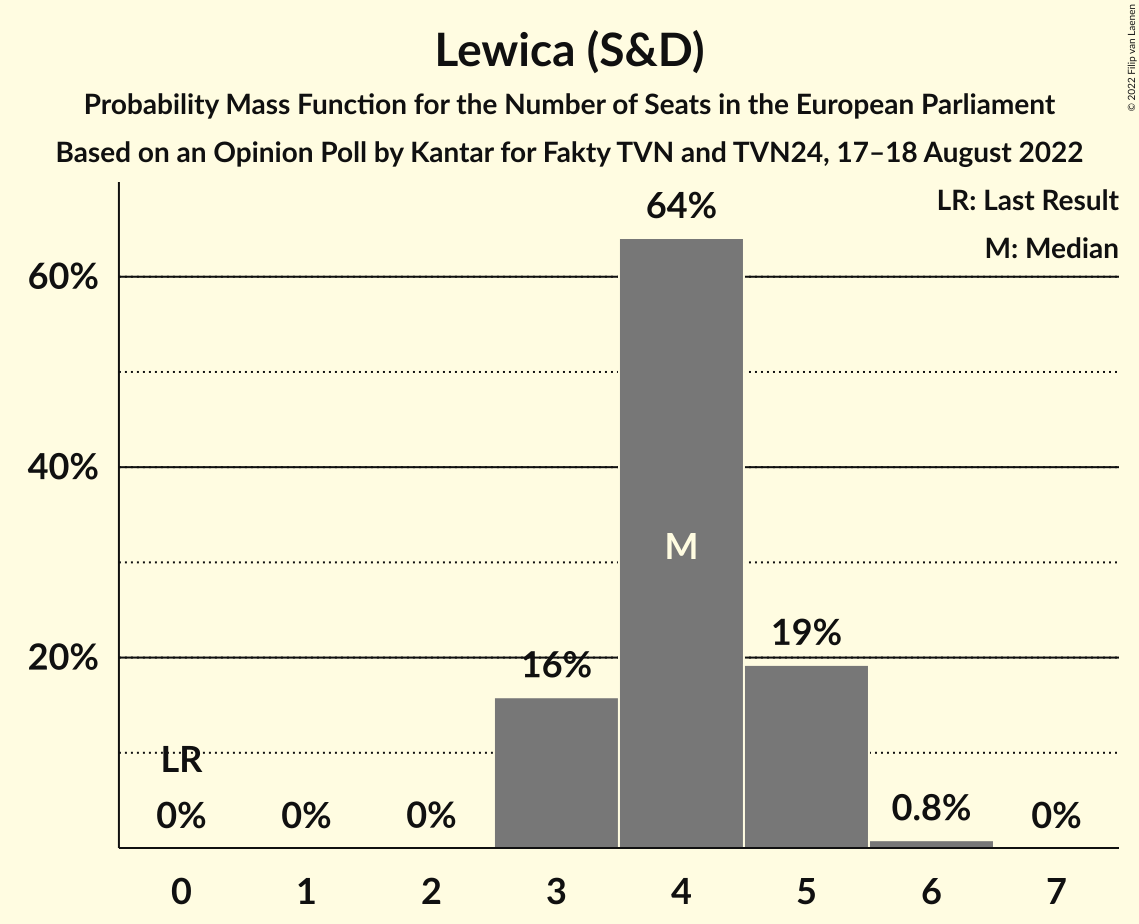 Lewica (S&D)
Probability Mass Function for the Number of Seats in the European Parliament
Based on an Opinion Poll by Kantar for Fakty TVN and TVN24, 17–18 August 2022
© 2022 Filip van Laenen
LR: Last Result
M: Median
60%
40%
20%
LR
0%
0%
0%
16%
64%
M
19%
0.8%
0%
0 1 2 3 4 5 6 7